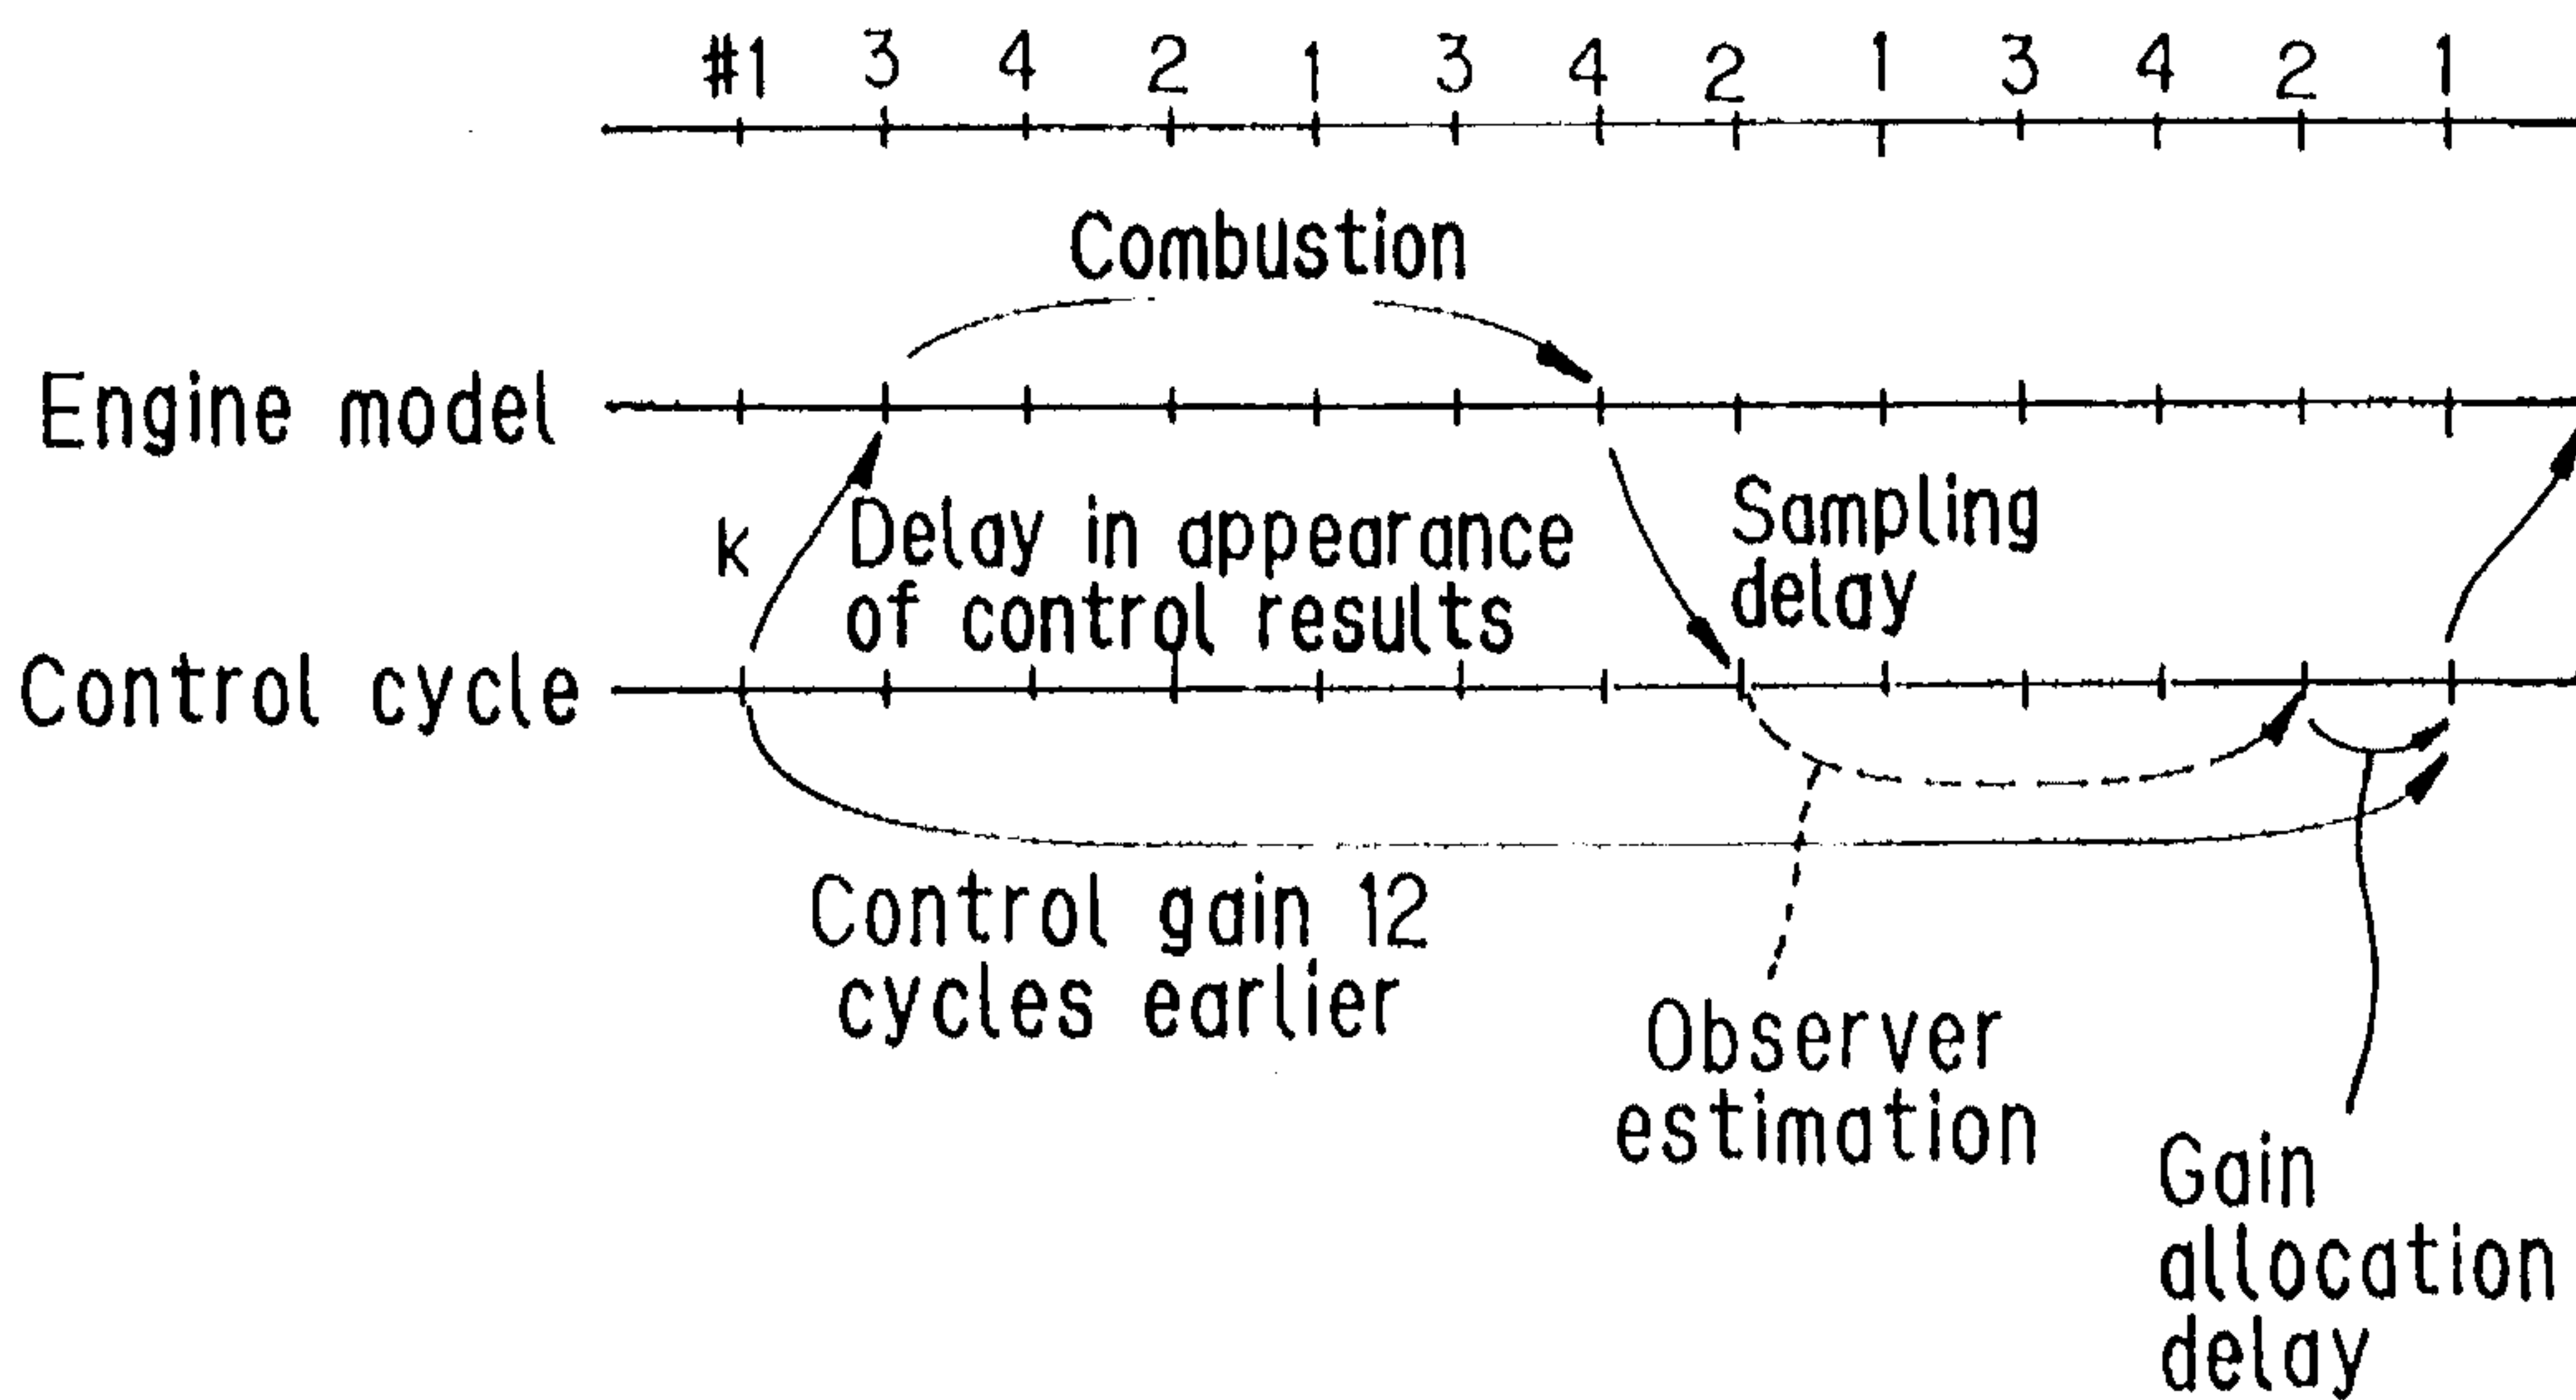 #1 3 4 2 1 3 4 2 1 3 4 2 1
Combustion
Engine model
k
Delay in appearance
of control results
Sampling
delay
Control cycle
Control gain 12
cycles earlier
Observer
estimation
Gain
allocation
delay